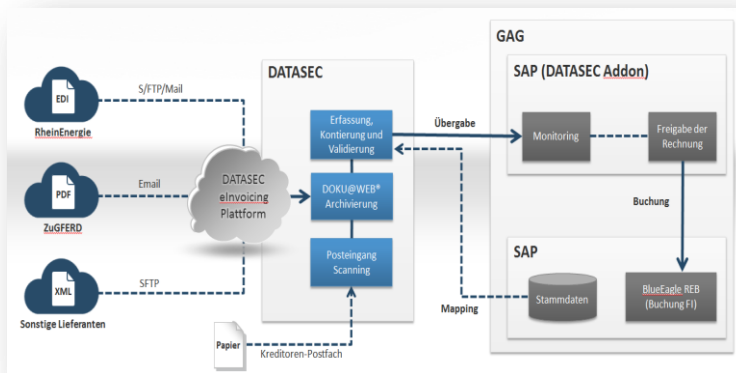 GAG
DATASEC
SAP (DATASEC Addon)
EDI
RheinEnergie
S/FTP/Mail
Erfassung,
Kontierung und
Validierung
Übergabe
Monitoring
Freigabe der
Rechnung
PDF
ZuGFERD
Email
DATASEC
eInvoicing
Plattform
DOKU@WEB®
Archivierung
Buchung
XML
Sonstige Lieferanten
SFTP
Posteingang
Scanning
SAP
Mapping
Stammdaten
BlueEagle REB
(Buchung FI)
Papier
Kreditoren-Postfach